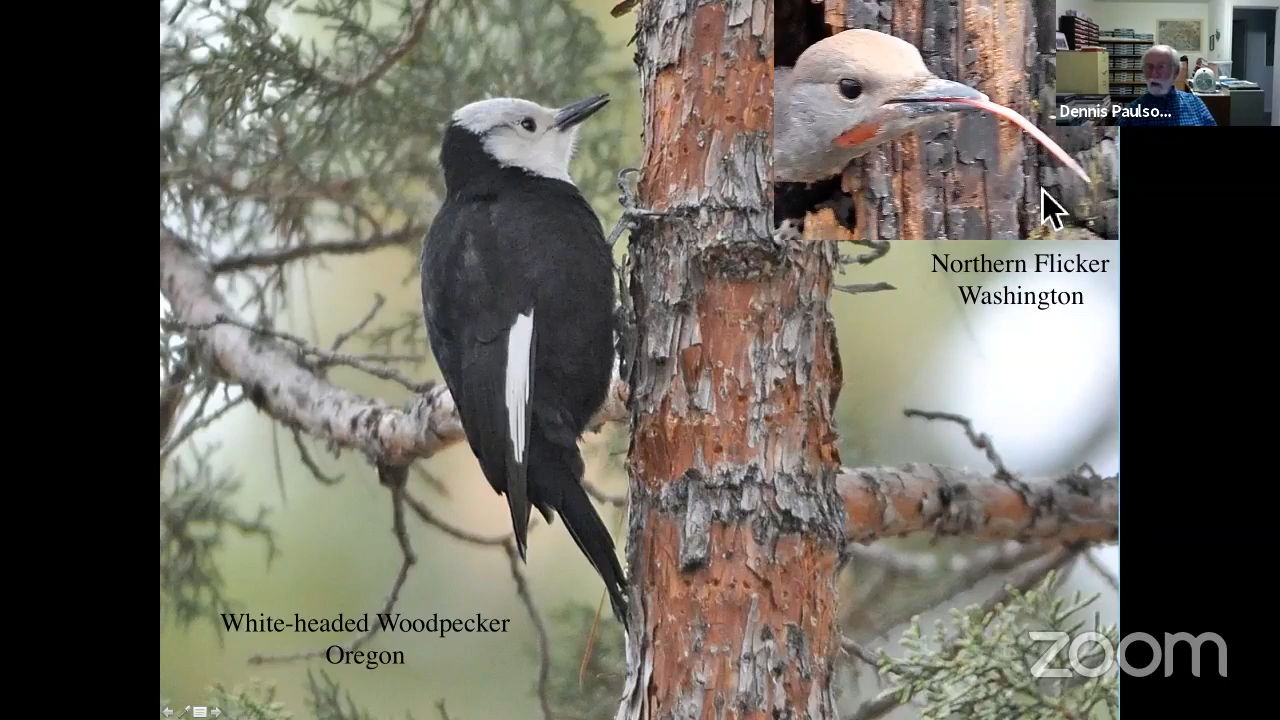 Dennis Paulso...
Northern Flicker
Washington
White-headed Woodpecker
Oregon
zoom